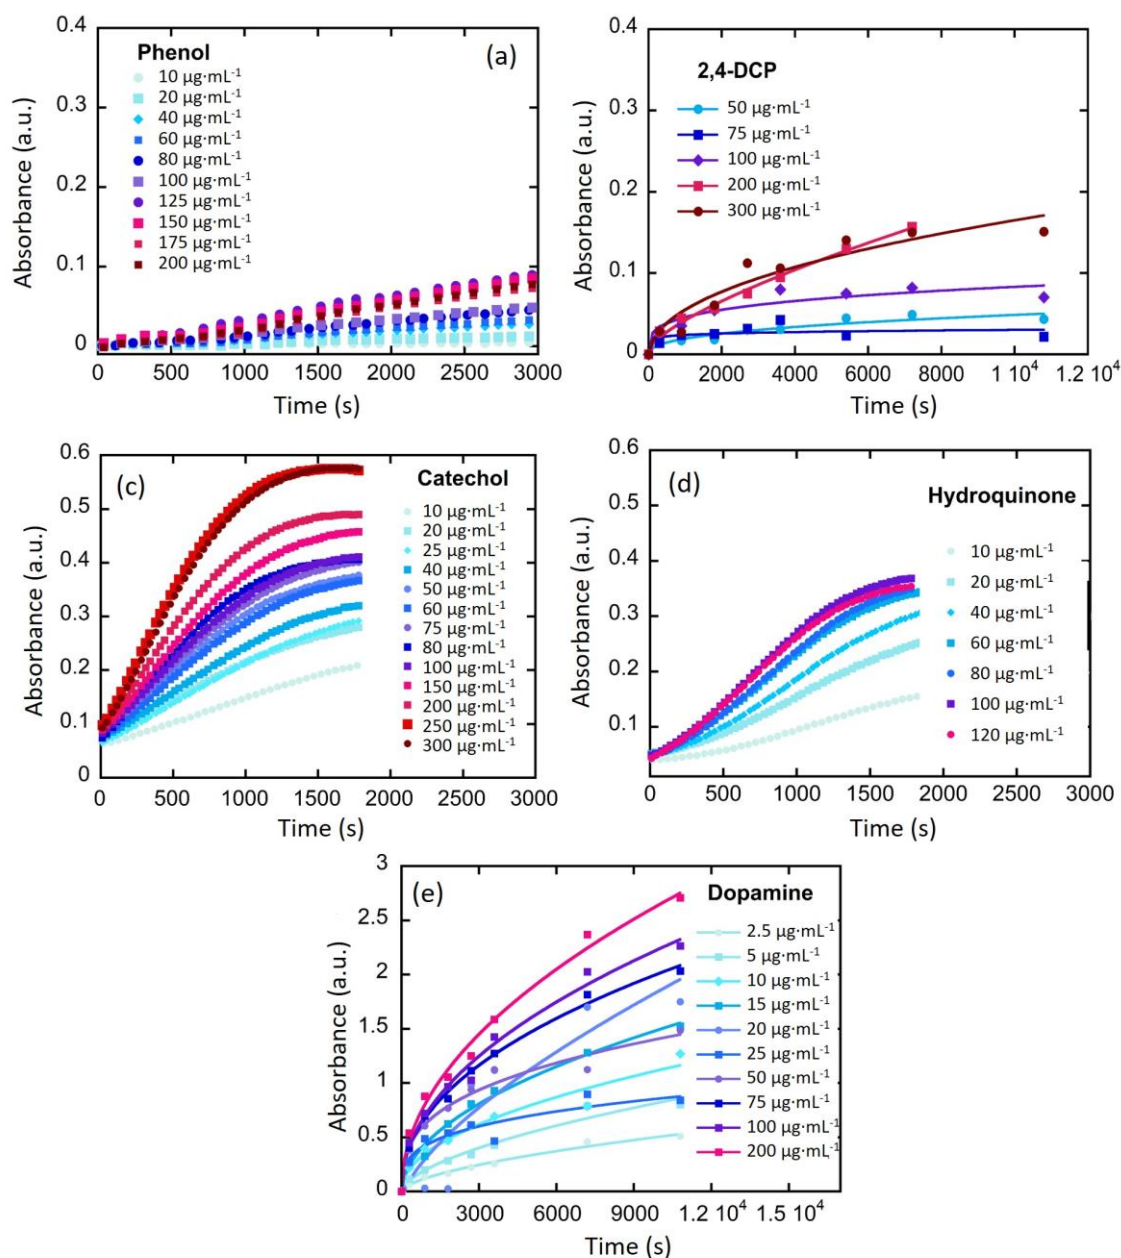 Absorbance (a.u.)
0.4
0.3
0.2
0.1
0
Phenol
(a)
10 µg·mL⁻¹
20 µg·mL⁻¹
40 µg·mL⁻¹
60 µg·mL⁻¹
80 µg·mL⁻¹
100 µg·mL⁻¹
125 µg·mL⁻¹
150 µg·mL⁻¹
175 µg·mL⁻¹
200 µg·mL⁻¹
0 500 1000 1500 2000 2500 3000
Time (s)
Absorbance (a.u.)
0.4
0.3
0.2
0.1
0
2,4-DCP
50 µg·mL⁻¹
75 µg·mL⁻¹
100 µg·mL⁻¹
200 µg·mL⁻¹
300 µg·mL⁻¹
0 2000 4000 6000 8000 1 10⁴ 1.2 10⁴
Time (s)
Absorbance (a.u.)
0.6
0.5
0.4
0.3
0.2
0.1
0
(c)
Catechol
10 µg·mL⁻¹
20 µg·mL⁻¹
25 µg·mL⁻¹
40 µg·mL⁻¹
50 µg·mL⁻¹
60 µg·mL⁻¹
75 µg·mL⁻¹
80 µg·mL⁻¹
100 µg·mL⁻¹
150 µg·mL⁻¹
200 µg·mL⁻¹
250 µg·mL⁻¹
300 µg·mL⁻¹
0 500 1000 1500 2000 2500 3000
Time (s)
Absorbance (a.u.)
0.6
0.5
0.4
0.3
0.2
0.1
(d)
Hydroquinone
10 µg·mL⁻¹
20 µg·mL⁻¹
40 µg·mL⁻¹
60 µg·mL⁻¹
80 µg·mL⁻¹
100 µg·mL⁻¹
120 µg·mL⁻¹
0 500 1000 1500 2000 2500 3000
Time (s)
Absorbance (a.u.)
3
2.5
2
1.5
1
0.5
0
(e)
Dopamine
2.5 µg·mL⁻¹
5 µg·mL⁻¹
10 µg·mL⁻¹
15 µg·mL⁻¹
20 µg·mL⁻¹
25 µg·mL⁻¹
50 µg·mL⁻¹
75 µg·mL⁻¹
100 µg·mL⁻¹
200 µg·mL⁻¹
0 3000 6000 9000 1.2 10⁴ 1.5 10⁴
Time (s)